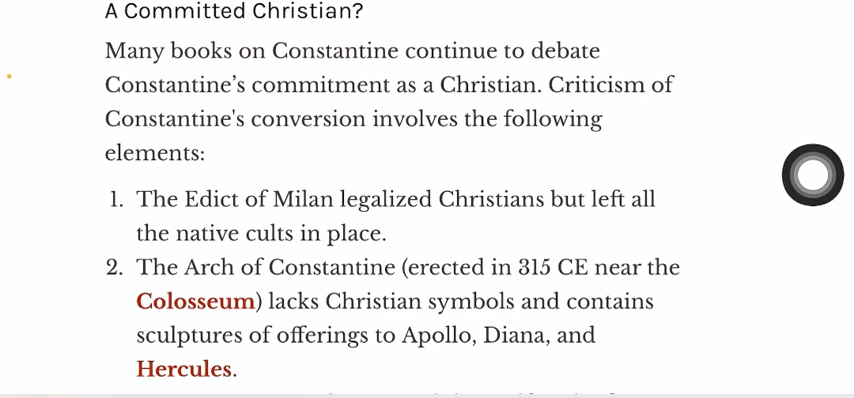 A Committed Christian?
Many books on Constantine continue to debate
Constantine’s commitment as a Christian. Criticism of
Constantine's conversion involves the following
elements:
1. The Edict of Milan legalized Christians but left all
the native cults in place.
2. The Arch of Constantine (erected in 315 CE near the
Colosseum) lacks Christian symbols and contains
sculptures of offerings to Apollo, Diana, and
Hercules.